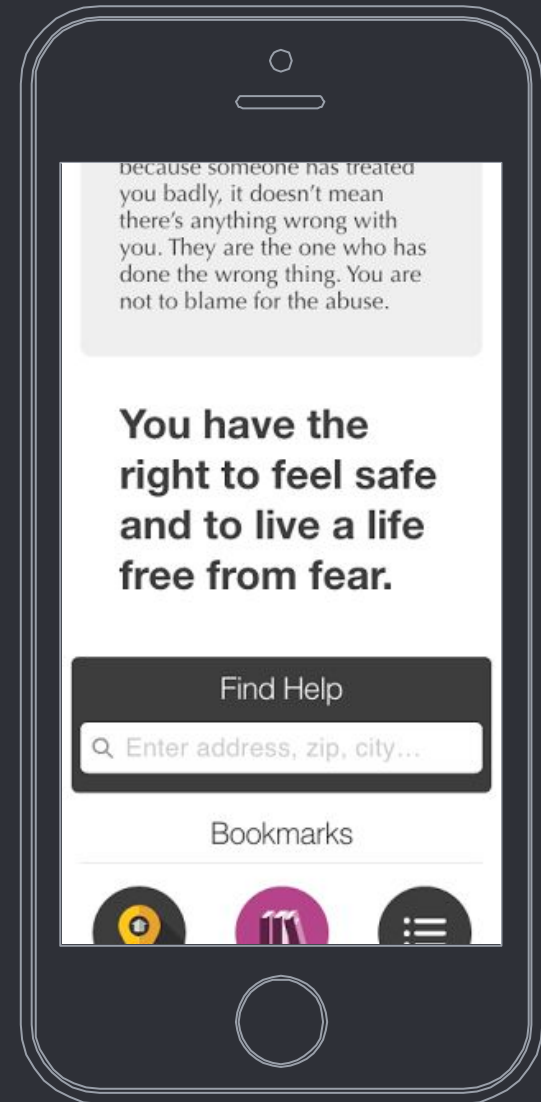 because someone has treated
you badly, it doesn’t mean
there’s anything wrong with
you. They are the one who has
done the wrong thing. You are
not to blame for the abuse.
You have the
right to feel safe
and to live a life
free from fear.
Find Help
Enter address, zip, city...
Bookmarks